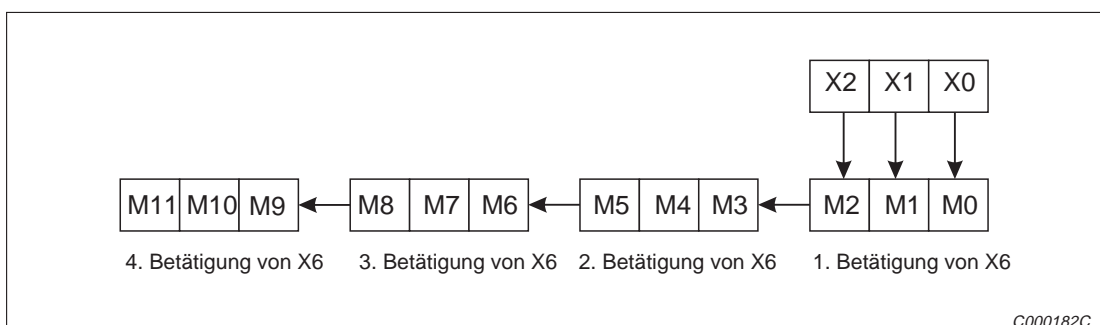 X2 X1 X0
M11 M10 M9 M8 M7 M6 M5 M4 M3 M2 M1 M0
4. Betätigung von X6 3. Betätigung von X6 2. Betätigung von X6 1. Betätigung von X6
C000182C